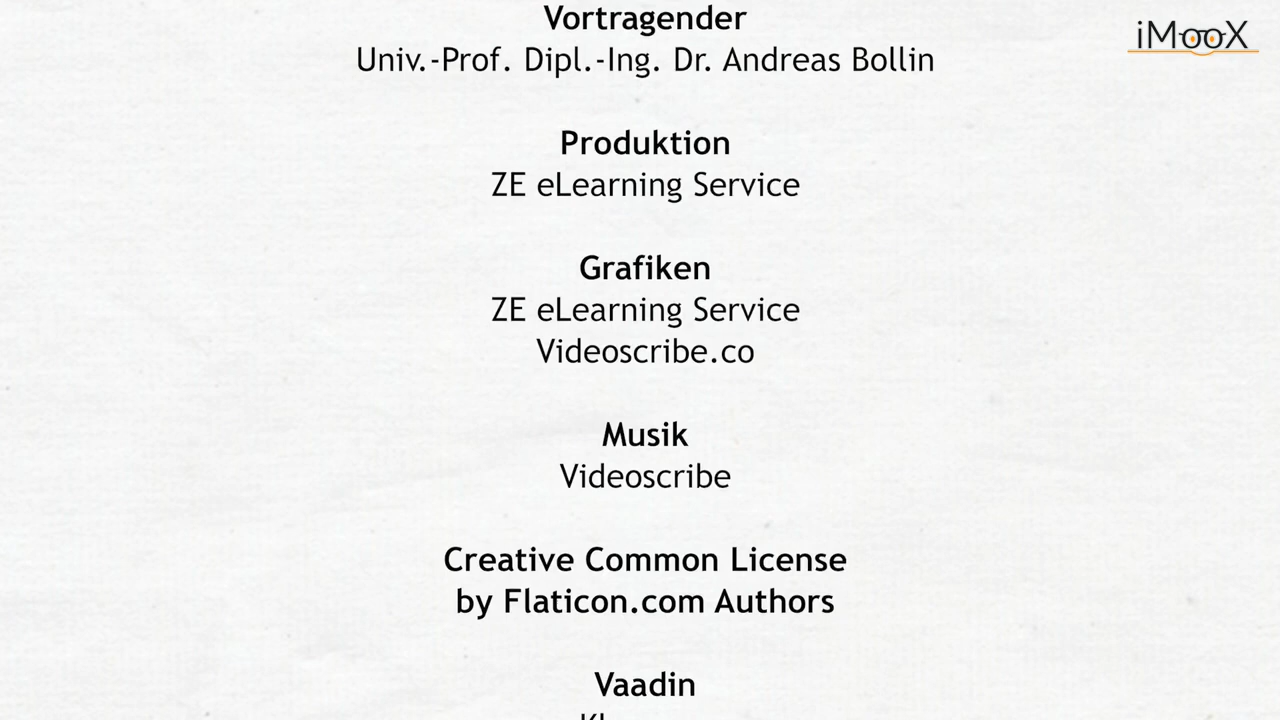 Vortragender
iMooX
Univ.-Prof. Dipl.-Ing. Dr. Andreas Bollin
Produktion
ZE eLearning Service
Grafiken
ZE eLearning Service
Videoscribe.co
Musik
Videoscribe
Creative Common License
by Flaticon.com Authors
Vaadin